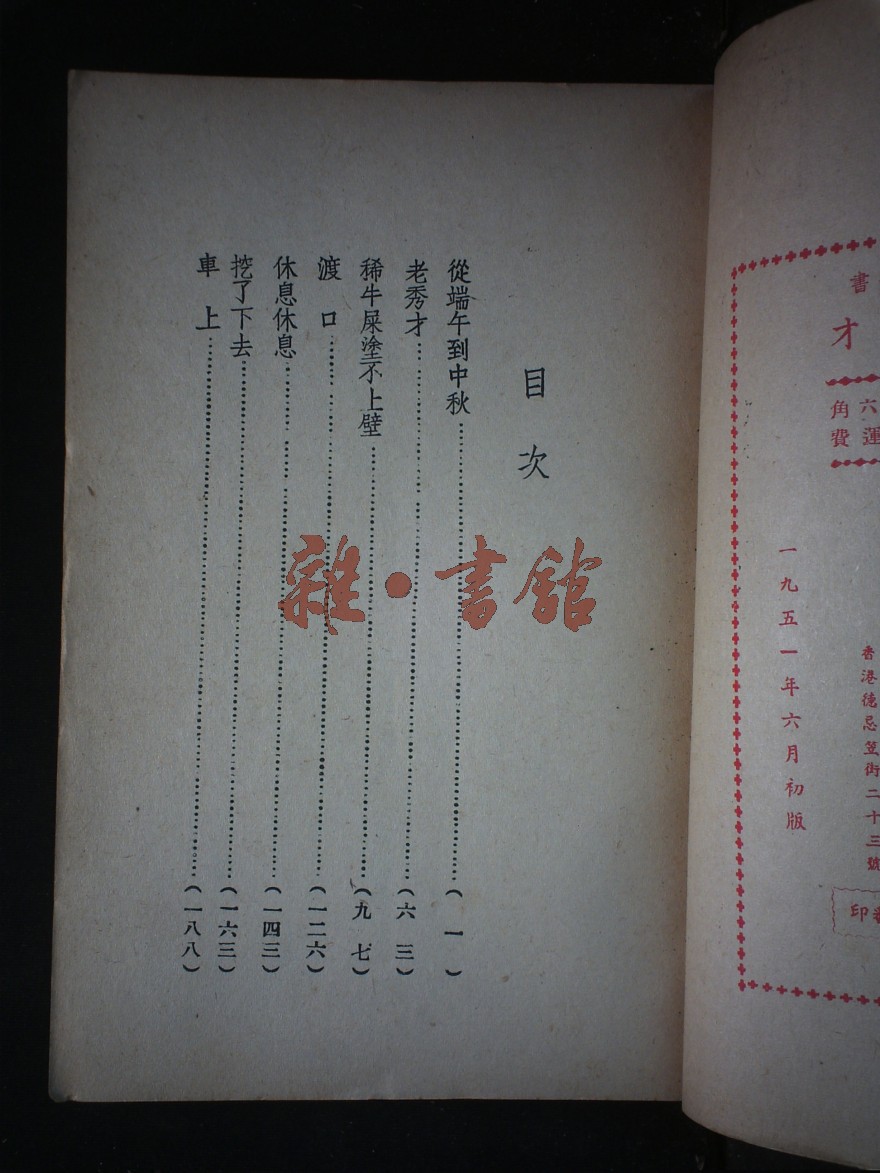 書
才
六
運
角
費
一九五一年六月初版
香港德忌笠街二十三號
印
目次
從端午到中秋……(一)
老秀才……(六三)
稀牛屎塗不上壁……(九七)
渡口……(一二六)
休息休息……(一四三)
挖了下去……(一六三)
車上……(一八八)
雜·書館